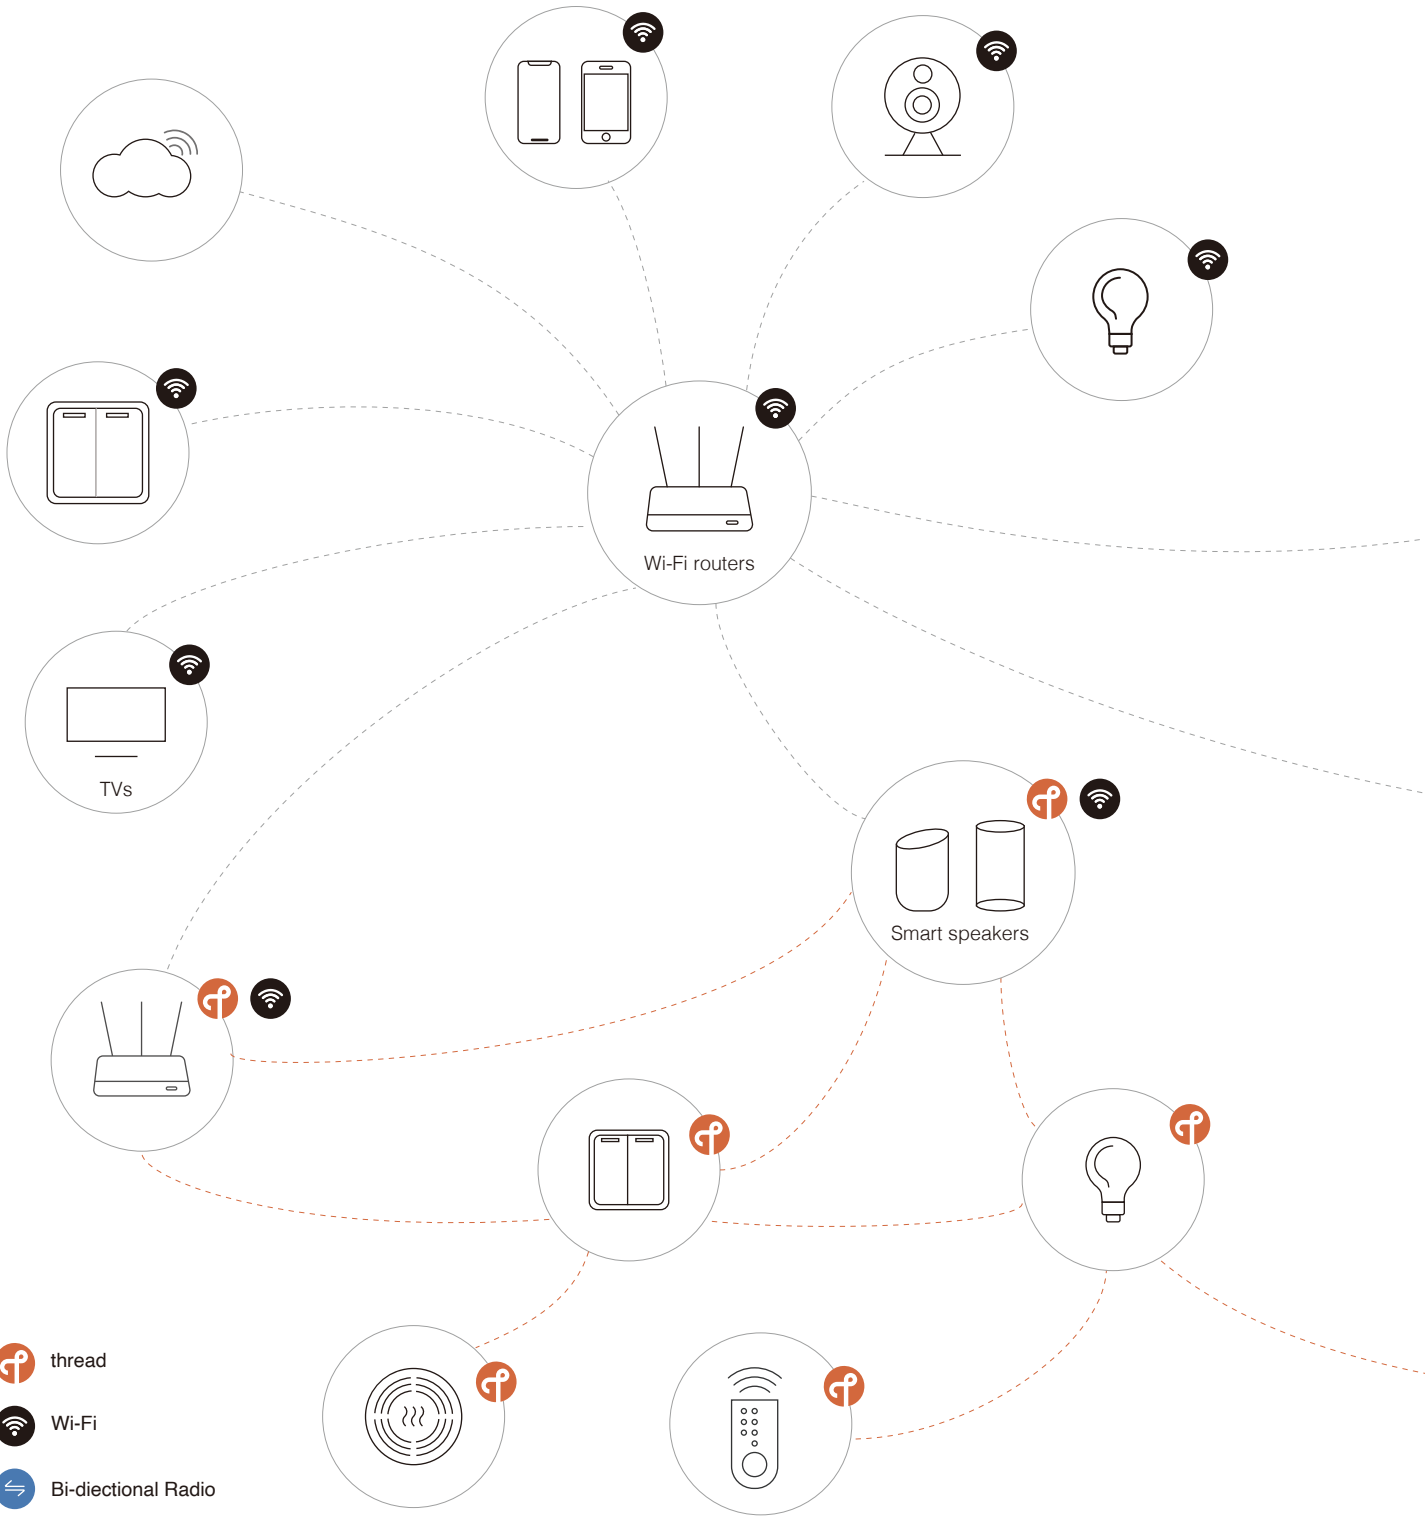 Wi-Fi routers
TVs
Smart speakers
thread
Wi-Fi
Bi-diectional Radio